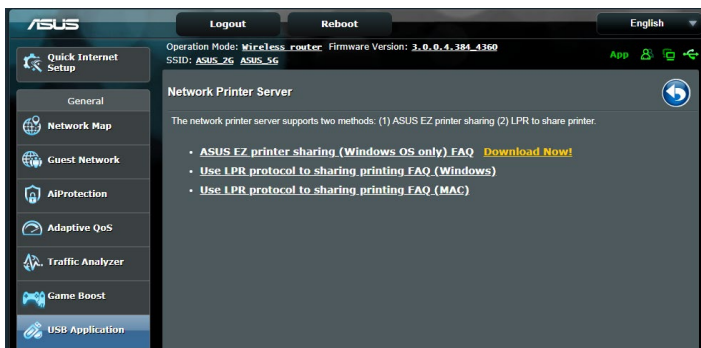 ASUS
Logout
Reboot
English
Quick Internet
Setup
Operation Mode: Wireless router Firmware Version: 3.0.0.4.384_4360
SSID: ASUS_2G ASUS_5G
App
General
Network Map
Guest Network
AiProtection
Adaptive QoS
Traffic Analyzer
Game Boost
USB Application
Network Printer Server
The network printer server supports two methods: (1) ASUS EZ printer sharing (2) LPR to share printer.
• ASUS EZ printer sharing (Windows OS only) FAQ Download Now!
• Use LPR protocol to sharing printing FAQ (Windows)
• Use LPR protocol to sharing printing FAQ (MAC)